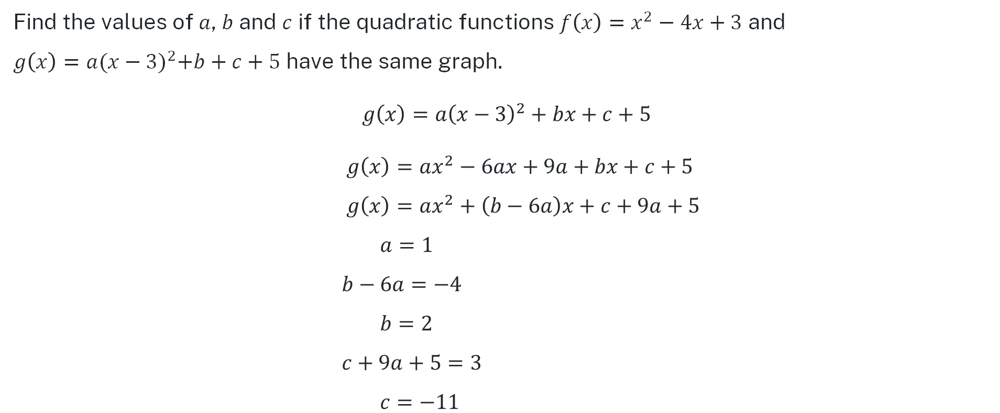 Find the values of a, b and c if the quadratic functions f(x) = x² − 4x + 3 and
g(x) = a(x − 3)²+b + c + 5 have the same graph.
g(x) = a(x − 3)² + bx + c + 5
g(x) = ax² − 6ax + 9a + bx + c + 5
g(x) = ax² + (b − 6a)x + c + 9a + 5
a = 1
b − 6a = −4
b = 2
c + 9a + 5 = 3
c = −11